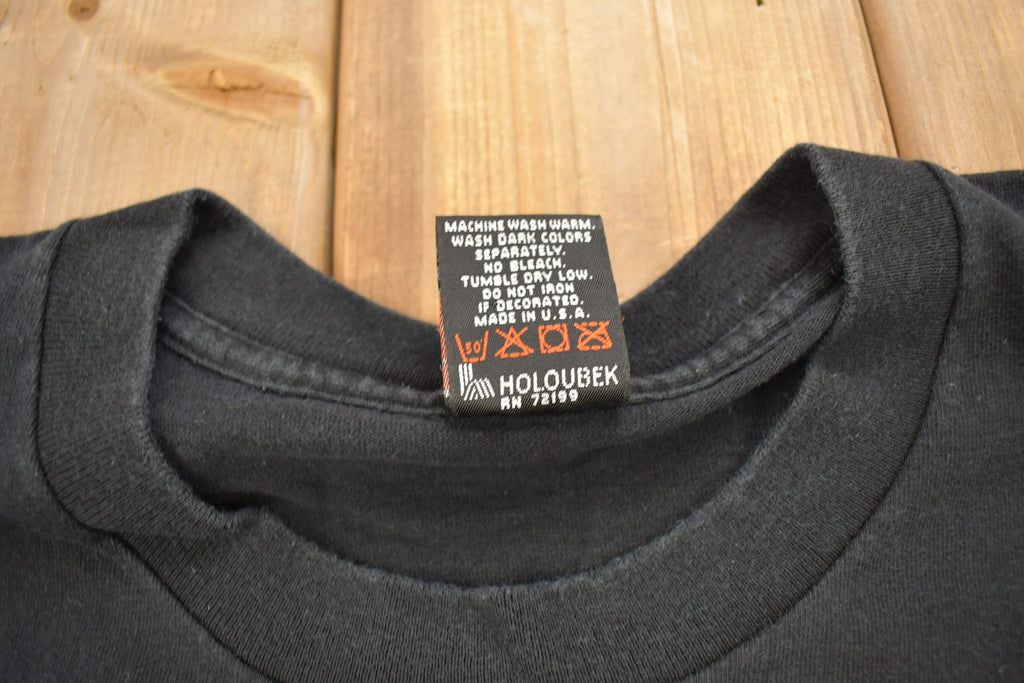 MACHINE WASH WARM.
WASH DARK COLORS
SEPARATELY.
NO BLEACH.
TUMBLE DRY LOW.
DO NOT IRON
IF DECORATED.
MADE IN U.S.A.
50°
HOLOUBEK
RN 72199